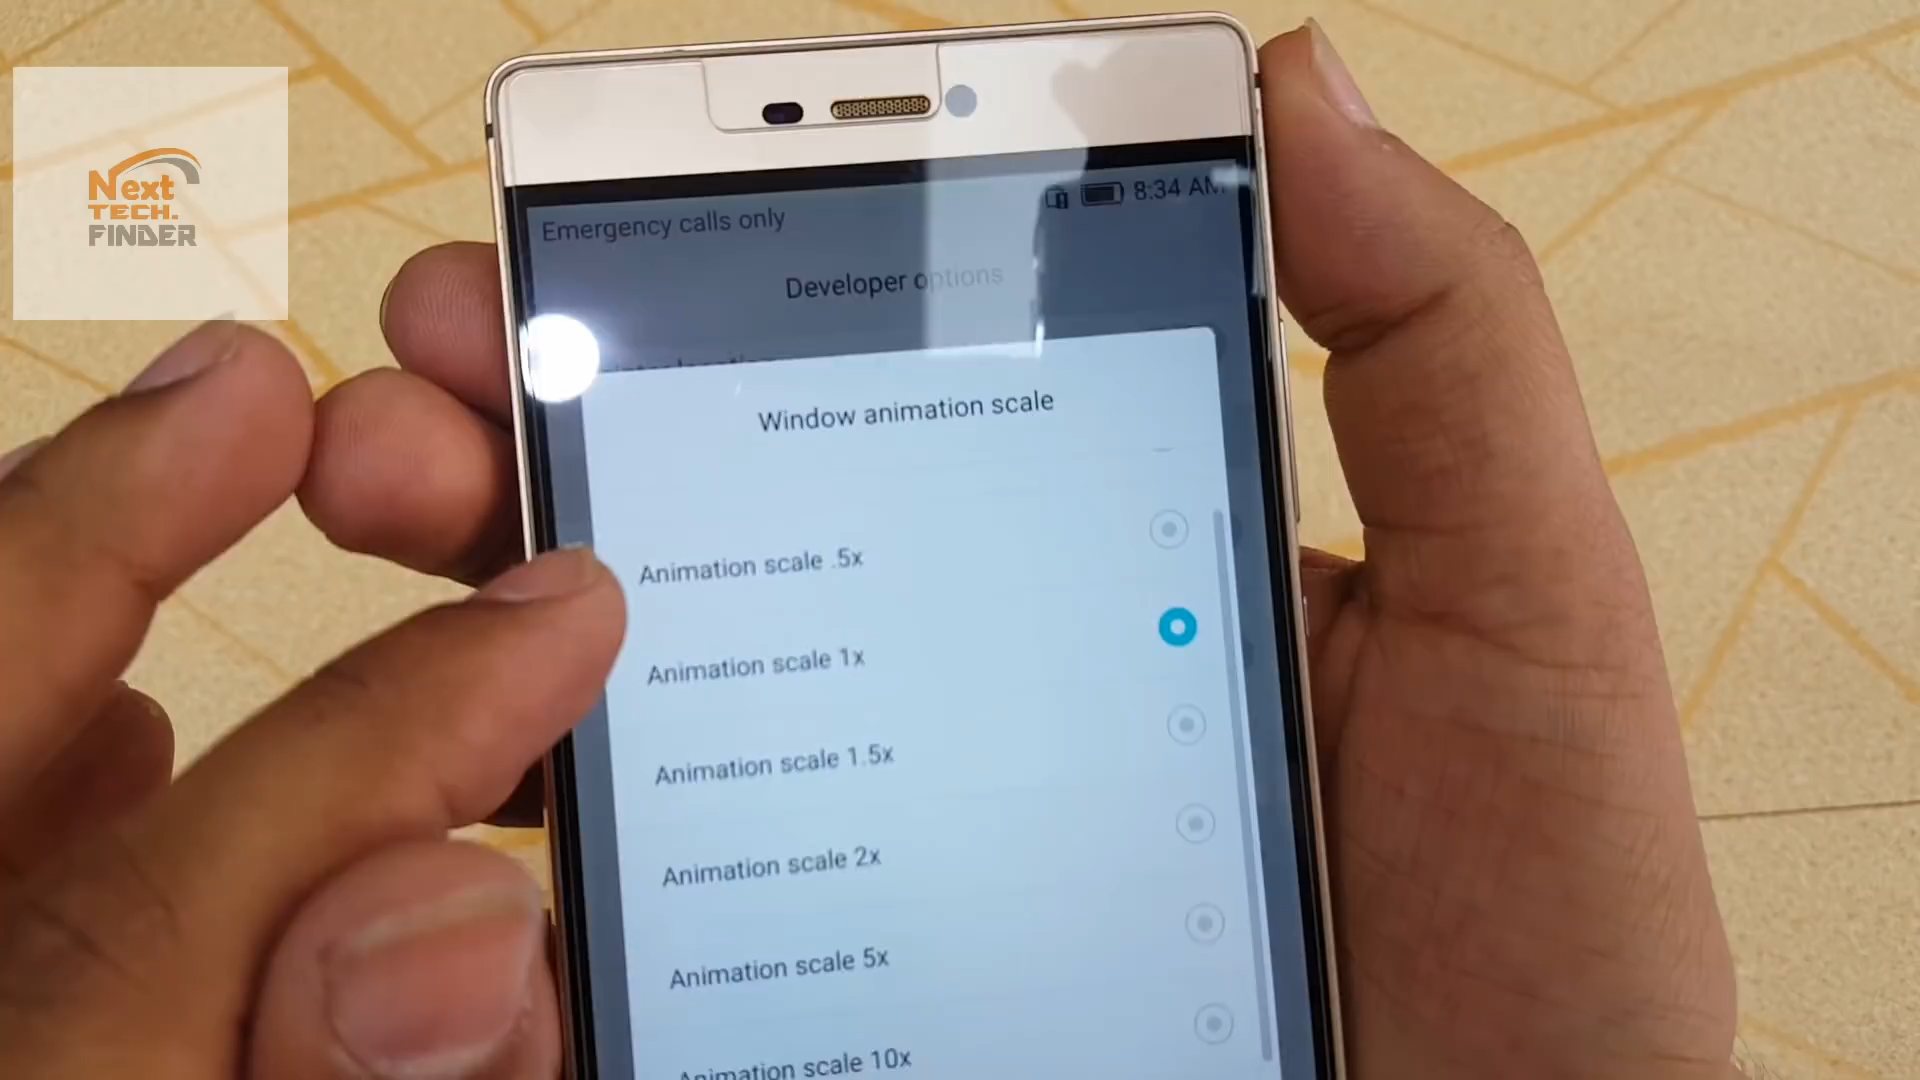 Next
TECH.
FINDER
Emergency calls only
8:34 AM
Developer options
Window animation scale
Animation scale .5x
Animation scale 1x
Animation scale 1.5x
Animation scale 2x
Animation scale 5x
Animation scale 10x